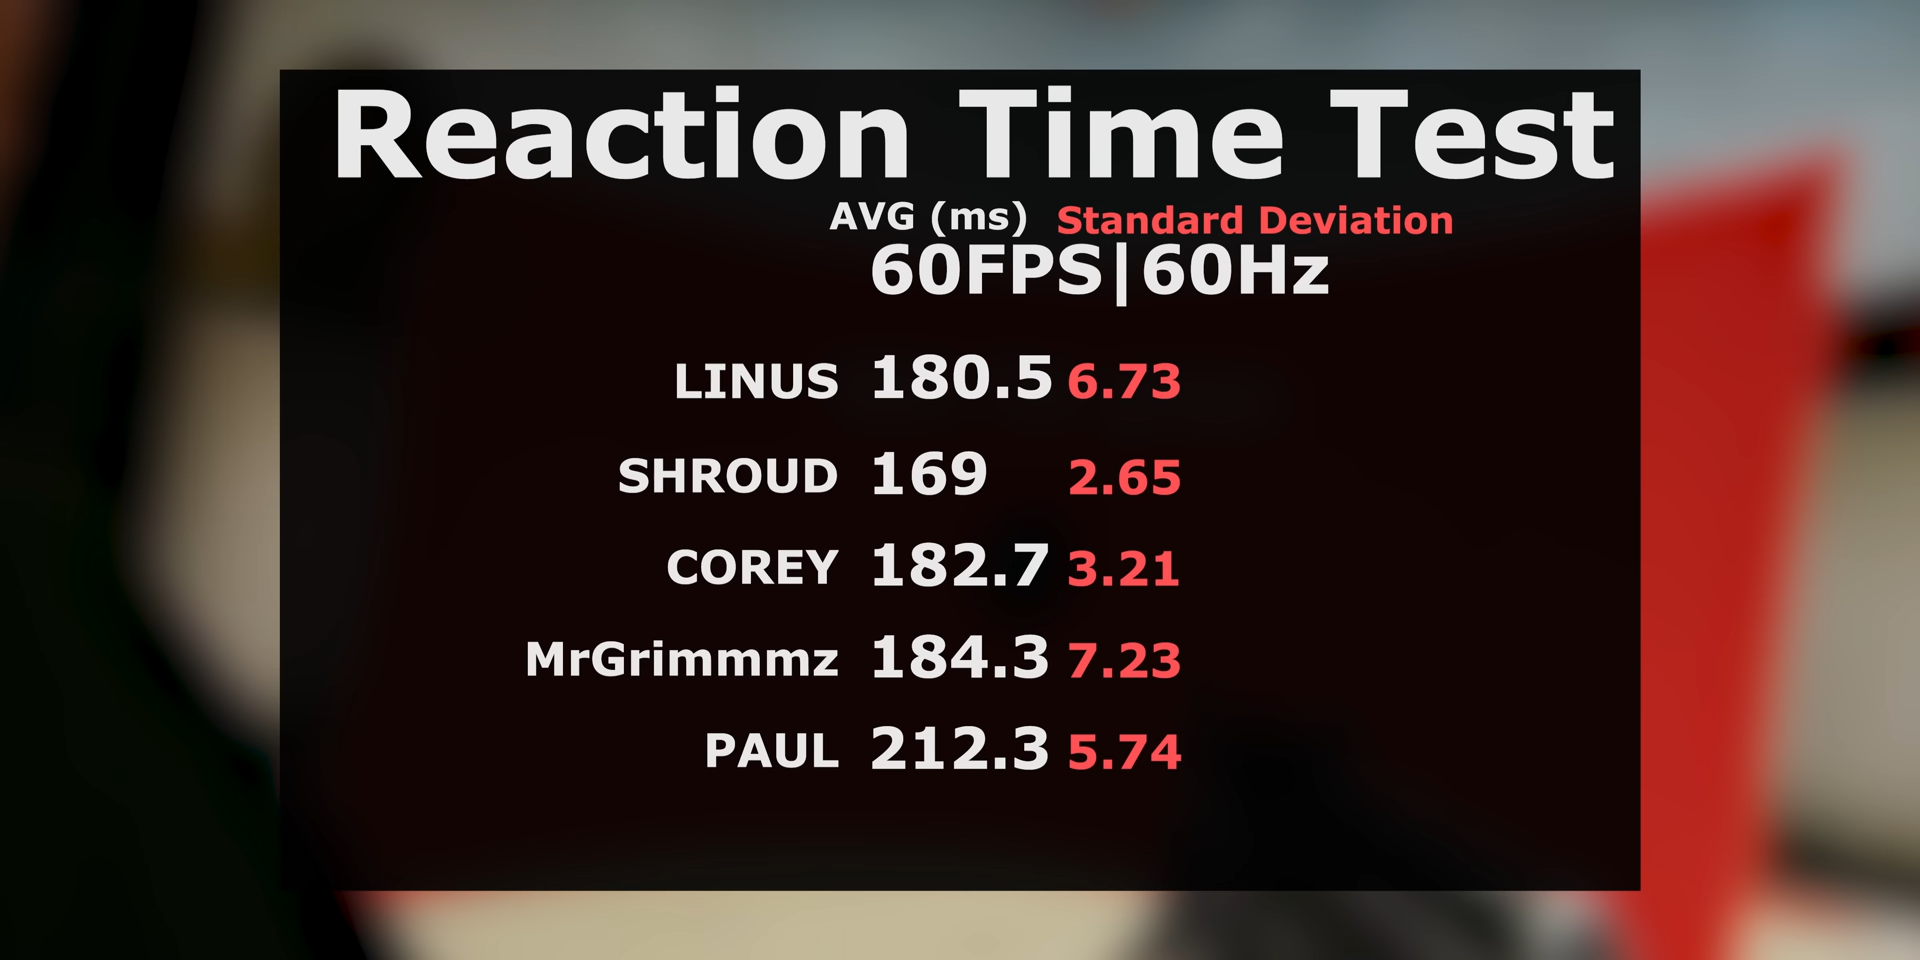 Reaction Time Test
AVG (ms) Standard Deviation
60FPS|60Hz
LINUS 180.5 6.73
SHROUD 169 2.65
COREY 182.7 3.21
MrGrimmmz 184.3 7.23
PAUL 212.3 5.74